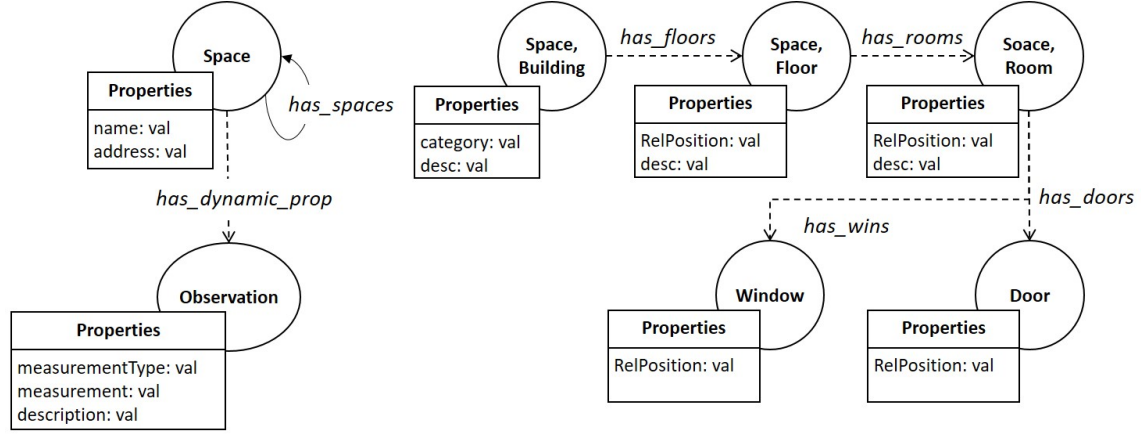 Space
Properties
name: val
address: val
has_spaces
has_dynamic_prop
Observation
Properties
measurementType: val
measurement: val
description: val
Space,
Building
Properties
category: val
desc: val
has_floors
Space,
Floor
Properties
RelPosition: val
desc: val
has_rooms
Soace,
Room
Properties
RelPosition: val
desc: val
has_doors
has_wins
Window
Properties
RelPosition: val
Door
Properties
RelPosition: val